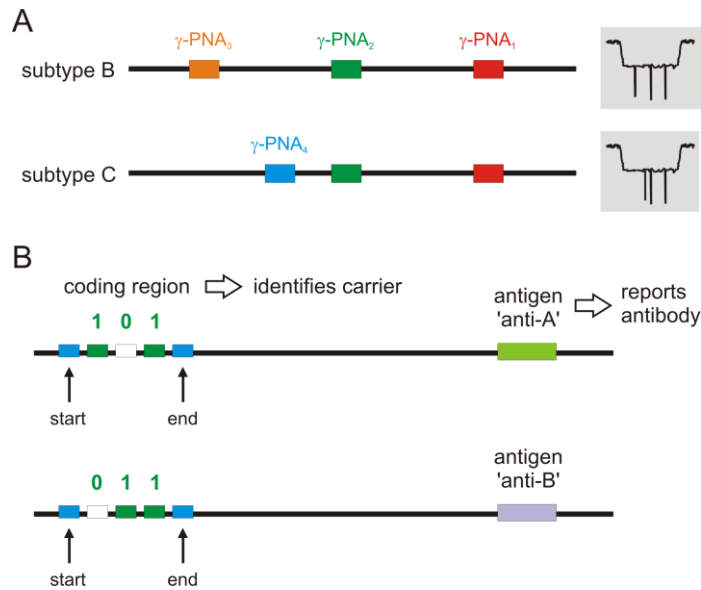 A
γ-PNA₃ γ-PNA₂ γ-PNA₁
subtype B
γ-PNA₄
subtype C
B
coding region identifies carrier
antigen
'anti-A'
reports
antibody
1 0 1
start end
antigen
'anti-B'
0 1 1
start end